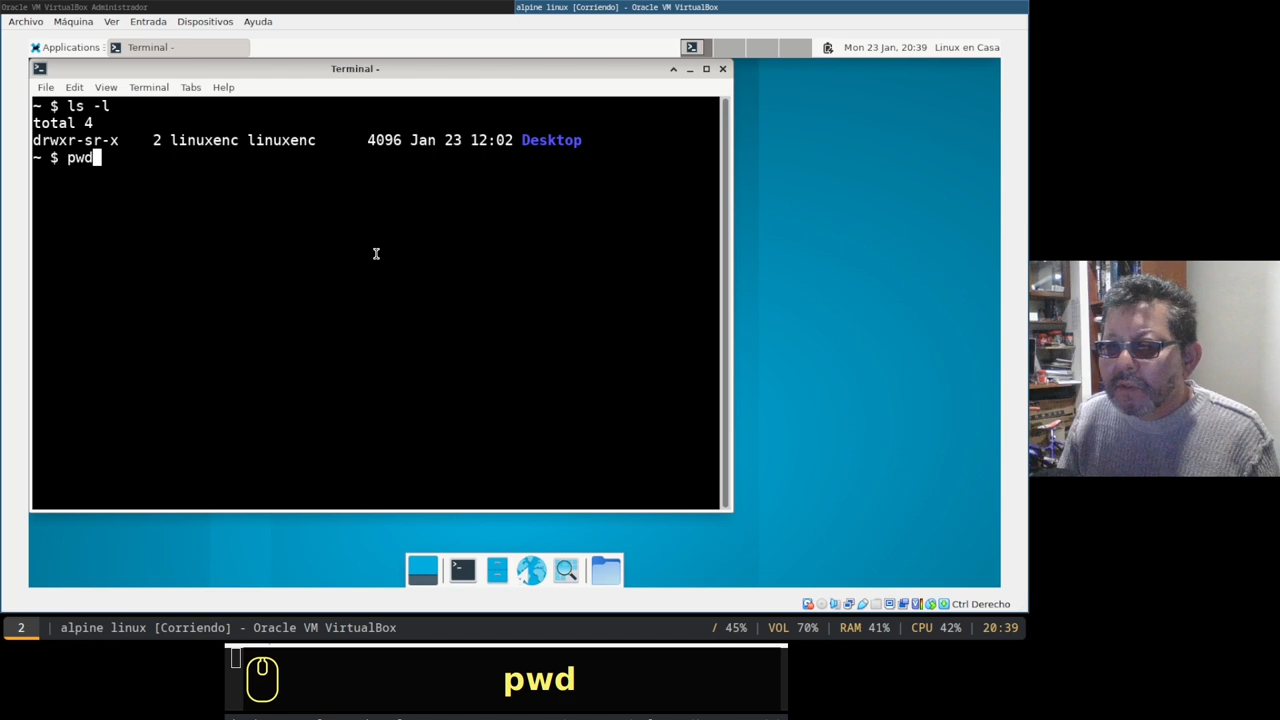 Oracle VM VirtualBox Administrador
alpine linux [Corriendo] - Oracle VM VirtualBox
Archivo Máquina Ver Entrada Dispositivos Ayuda
Applications Terminal - Mon 23 Jan, 20:39 Linux en Casa
Terminal -
File Edit View Terminal Tabs Help
~ $ ls -l
total 4
drwxr-sr-x 2 linuxenc linuxenc 4096 Jan 23 12:02 Desktop
~ $ pwd
Ctrl Derecho
2 | alpine linux [Corriendo] - Oracle VM VirtualBox / 45% | VOL 70% | RAM 41% | CPU 42% | 20:39
pwd